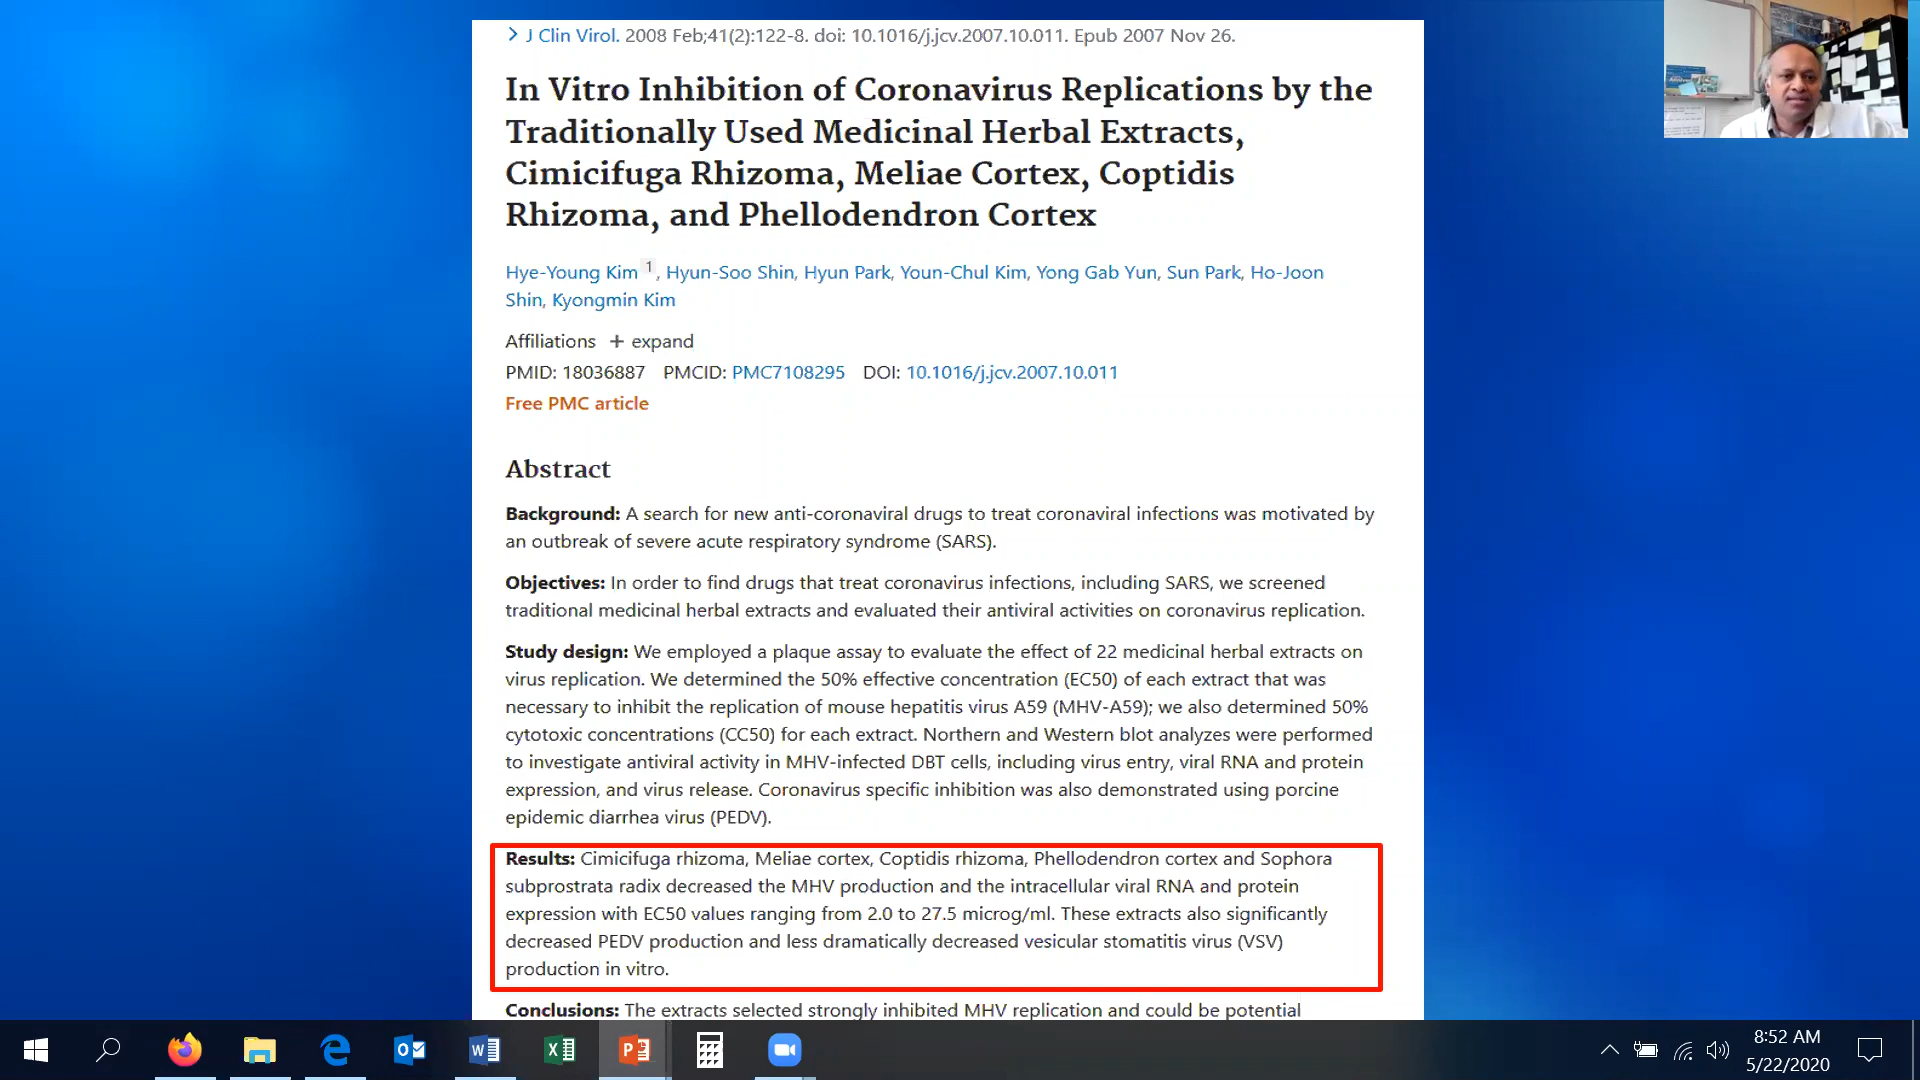 J Clin Virol. 2008 Feb;41(2):122-8. doi: 10.1016/j.jcv.2007.10.011. Epub 2007 Nov 26.
In Vitro Inhibition of Coronavirus Replications by the
Traditionally Used Medicinal Herbal Extracts,
Cimicifuga Rhizoma, Meliae Cortex, Coptidis
Rhizoma, and Phellodendron Cortex
Hye-Young Kim 1, Hyun-Soo Shin, Hyun Park, Youn-Chul Kim, Yong Gab Yun, Sun Park, Ho-Joon
Shin, Kyongmin Kim
Affiliations + expand
PMID: 18036887 PMCID: PMC7108295 DOI: 10.1016/j.jcv.2007.10.011
Free PMC article
Abstract
Background: A search for new anti-coronaviral drugs to treat coronaviral infections was motivated by
an outbreak of severe acute respiratory syndrome (SARS).
Objectives: In order to find drugs that treat coronavirus infections, including SARS, we screened
traditional medicinal herbal extracts and evaluated their antiviral activities on coronavirus replication.
Study design: We employed a plaque assay to evaluate the effect of 22 medicinal herbal extracts on
virus replication. We determined the 50% effective concentration (EC50) of each extract that was
necessary to inhibit the replication of mouse hepatitis virus A59 (MHV-A59); we also determined 50%
cytotoxic concentrations (CC50) for each extract. Northern and Western blot analyzes were performed
to investigate antiviral activity in MHV-infected DBT cells, including virus entry, viral RNA and protein
expression, and virus release. Coronavirus specific inhibition was also demonstrated using porcine
epidemic diarrhea virus (PEDV).
Results: Cimicifuga rhizoma, Meliae cortex, Coptidis rhizoma, Phellodendron cortex and Sophora
subprostrata radix decreased the MHV production and the intracellular viral RNA and protein
expression with EC50 values ranging from 2.0 to 27.5 microg/ml. These extracts also significantly
decreased PEDV production and less dramatically decreased vesicular stomatitis virus (VSV)
production in vitro.
Conclusions: The extracts selected strongly inhibited MHV replication and could be potential
8:52 AM
5/22/2020